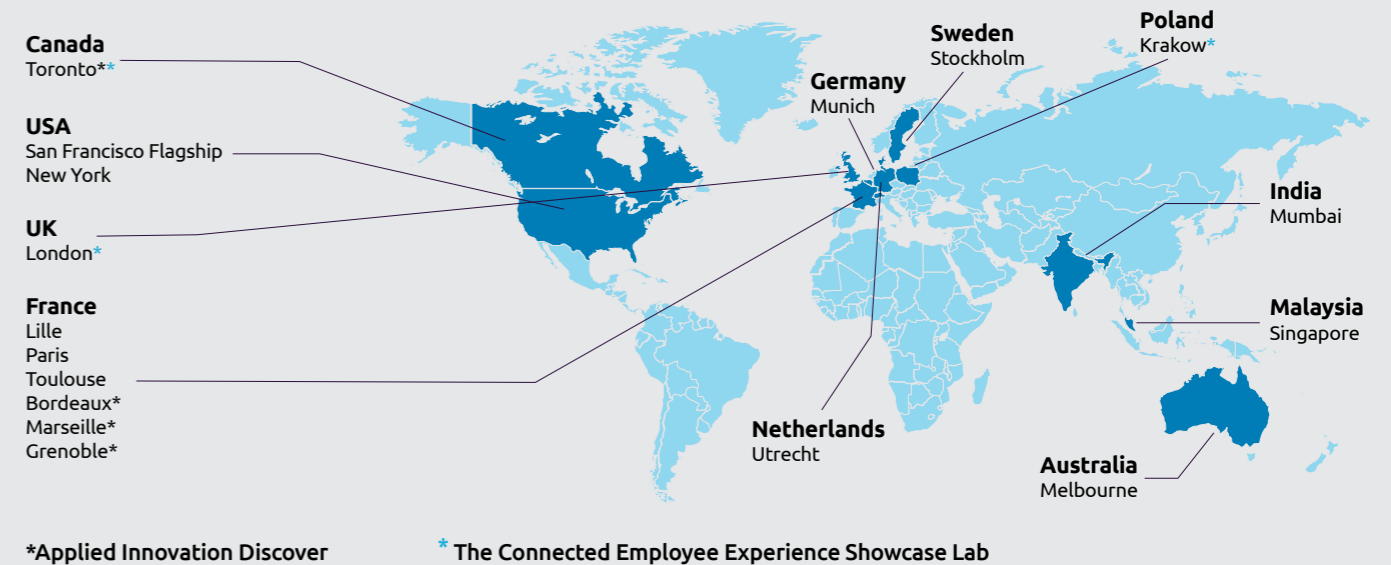 Canada
Toronto**
USA
San Francisco Flagship
New York
UK
London*
France
Lille
Paris
Toulouse
Bordeaux*
Marseille*
Grenoble*
Germany
Munich
Sweden
Stockholm
Poland
Krakow*
India
Mumbai
Malaysia
Singapore
Netherlands
Utrecht
Australia
Melbourne
*Applied Innovation Discover
* The Connected Employee Experience Showcase Lab